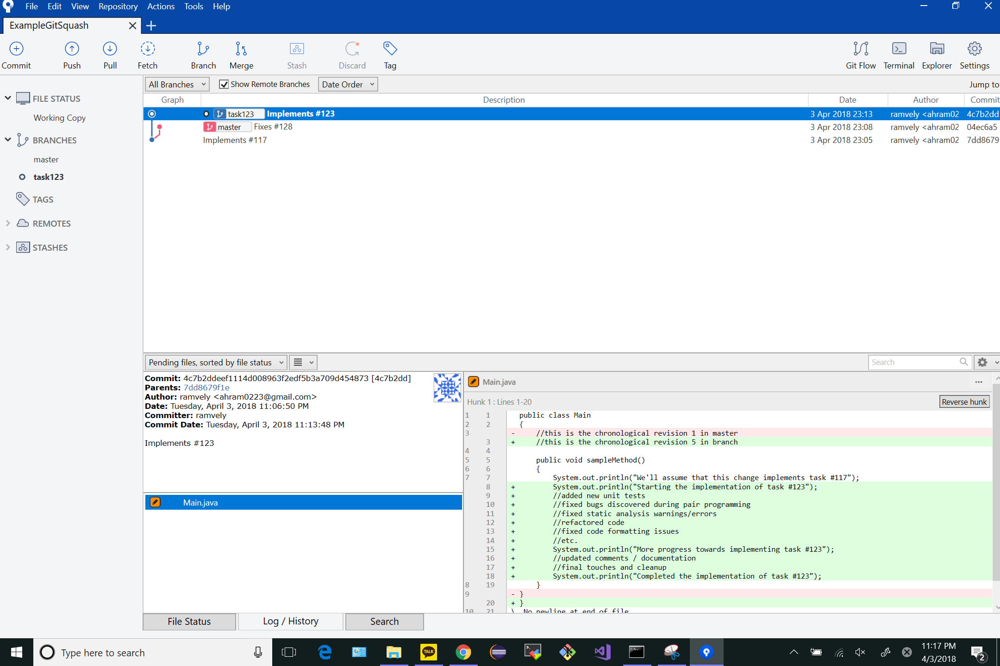 File Edit View Repository Actions Tools Help
ExampleGitSquash
Commit Push Pull Fetch Branch Merge Stash Discard Tag Git Flow Terminal Explorer Settings
All Branches Show Remote Branches Date Order Jump to
Graph Description Date Author Commit
task123 Implements #123 3 Apr 2018 23:13 ramvely <ahram02 4c7b2dd
master Fixes #128 3 Apr 2018 23:08 ramvely <ahram02 04ec6a5
Implements #117 3 Apr 2018 23:05 ramvely <ahram02 7dd8679
FILE STATUS
Working Copy
BRANCHES
master
task123
TAGS
REMOTES
STASHES
Pending files, sorted by file status Search
Commit: 4c7b2ddeef1114d008963f2edf5b3a709d454873 [4c7b2dd]
Parents: 7dd8679f1e
Author: ramvely <ahram0223@gmail.com>
Date: Tuesday, April 3, 2018 11:06:50 PM
Committer: ramvely
Commit Date: Tuesday, April 3, 2018 11:13:48 PM
Implements #123
Main.java
Main.java
Hunk 1 : Lines 1-20 Reverse hunk
1 1 public class Main
2 2 {
3 - //this is the chronological revision 1 in master
3 + //this is the chronological revision 5 in branch
4 4
5 5 public void sampleMethod()
6 6 {
7 7 System.out.println("We'll assume that this change implements task #117");
8 + System.out.println("Starting the implementation of task #123");
9 + //added new unit tests
10 + //fixed bugs discovered during pair programming
11 + //fixed static analysis warnings/errors
12 + //refactored code
13 + //fixed code formatting issues
14 + //etc.
15 + System.out.println("More progress towards implementing task #123");
16 + //updated comments / documentation
17 + //final touches and cleanup
18 + System.out.println("Completed the implementation of task #123");
8 19 }
9 - }
20 + }
10 21 \ No newline at end of file
File Status Log / History Search
Type here to search
TALK
11:17 PM
4/3/2018
2